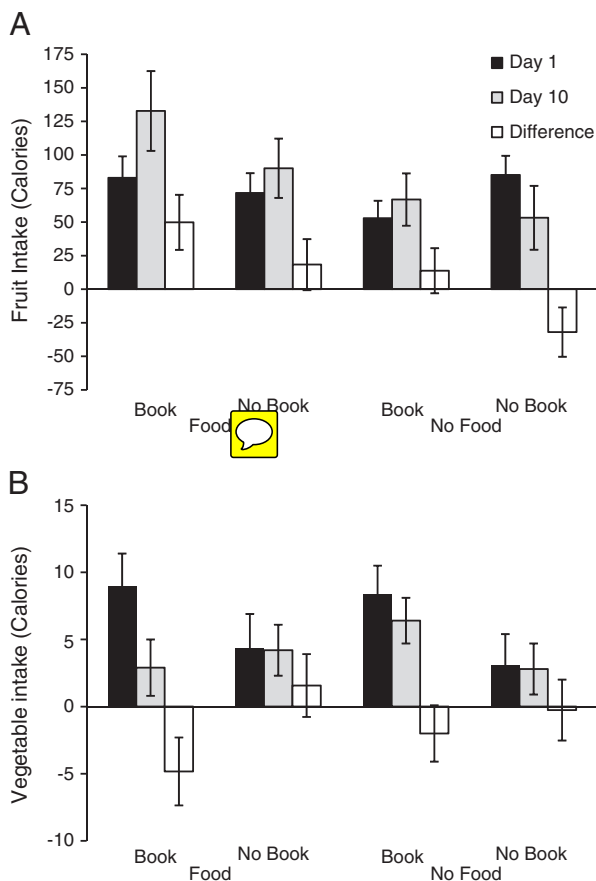 A
175
150
125
100
75
50
25
0
-25
-50
-75
Fruit Intake (Calories)
Day 1
Day 10
Difference
Book
No Book
Book
No Book
Food
No Food
B
15
10
5
0
-5
-10
Vegetable intake (Calories)
Book
No Book
Book
No Book
Food
No Food